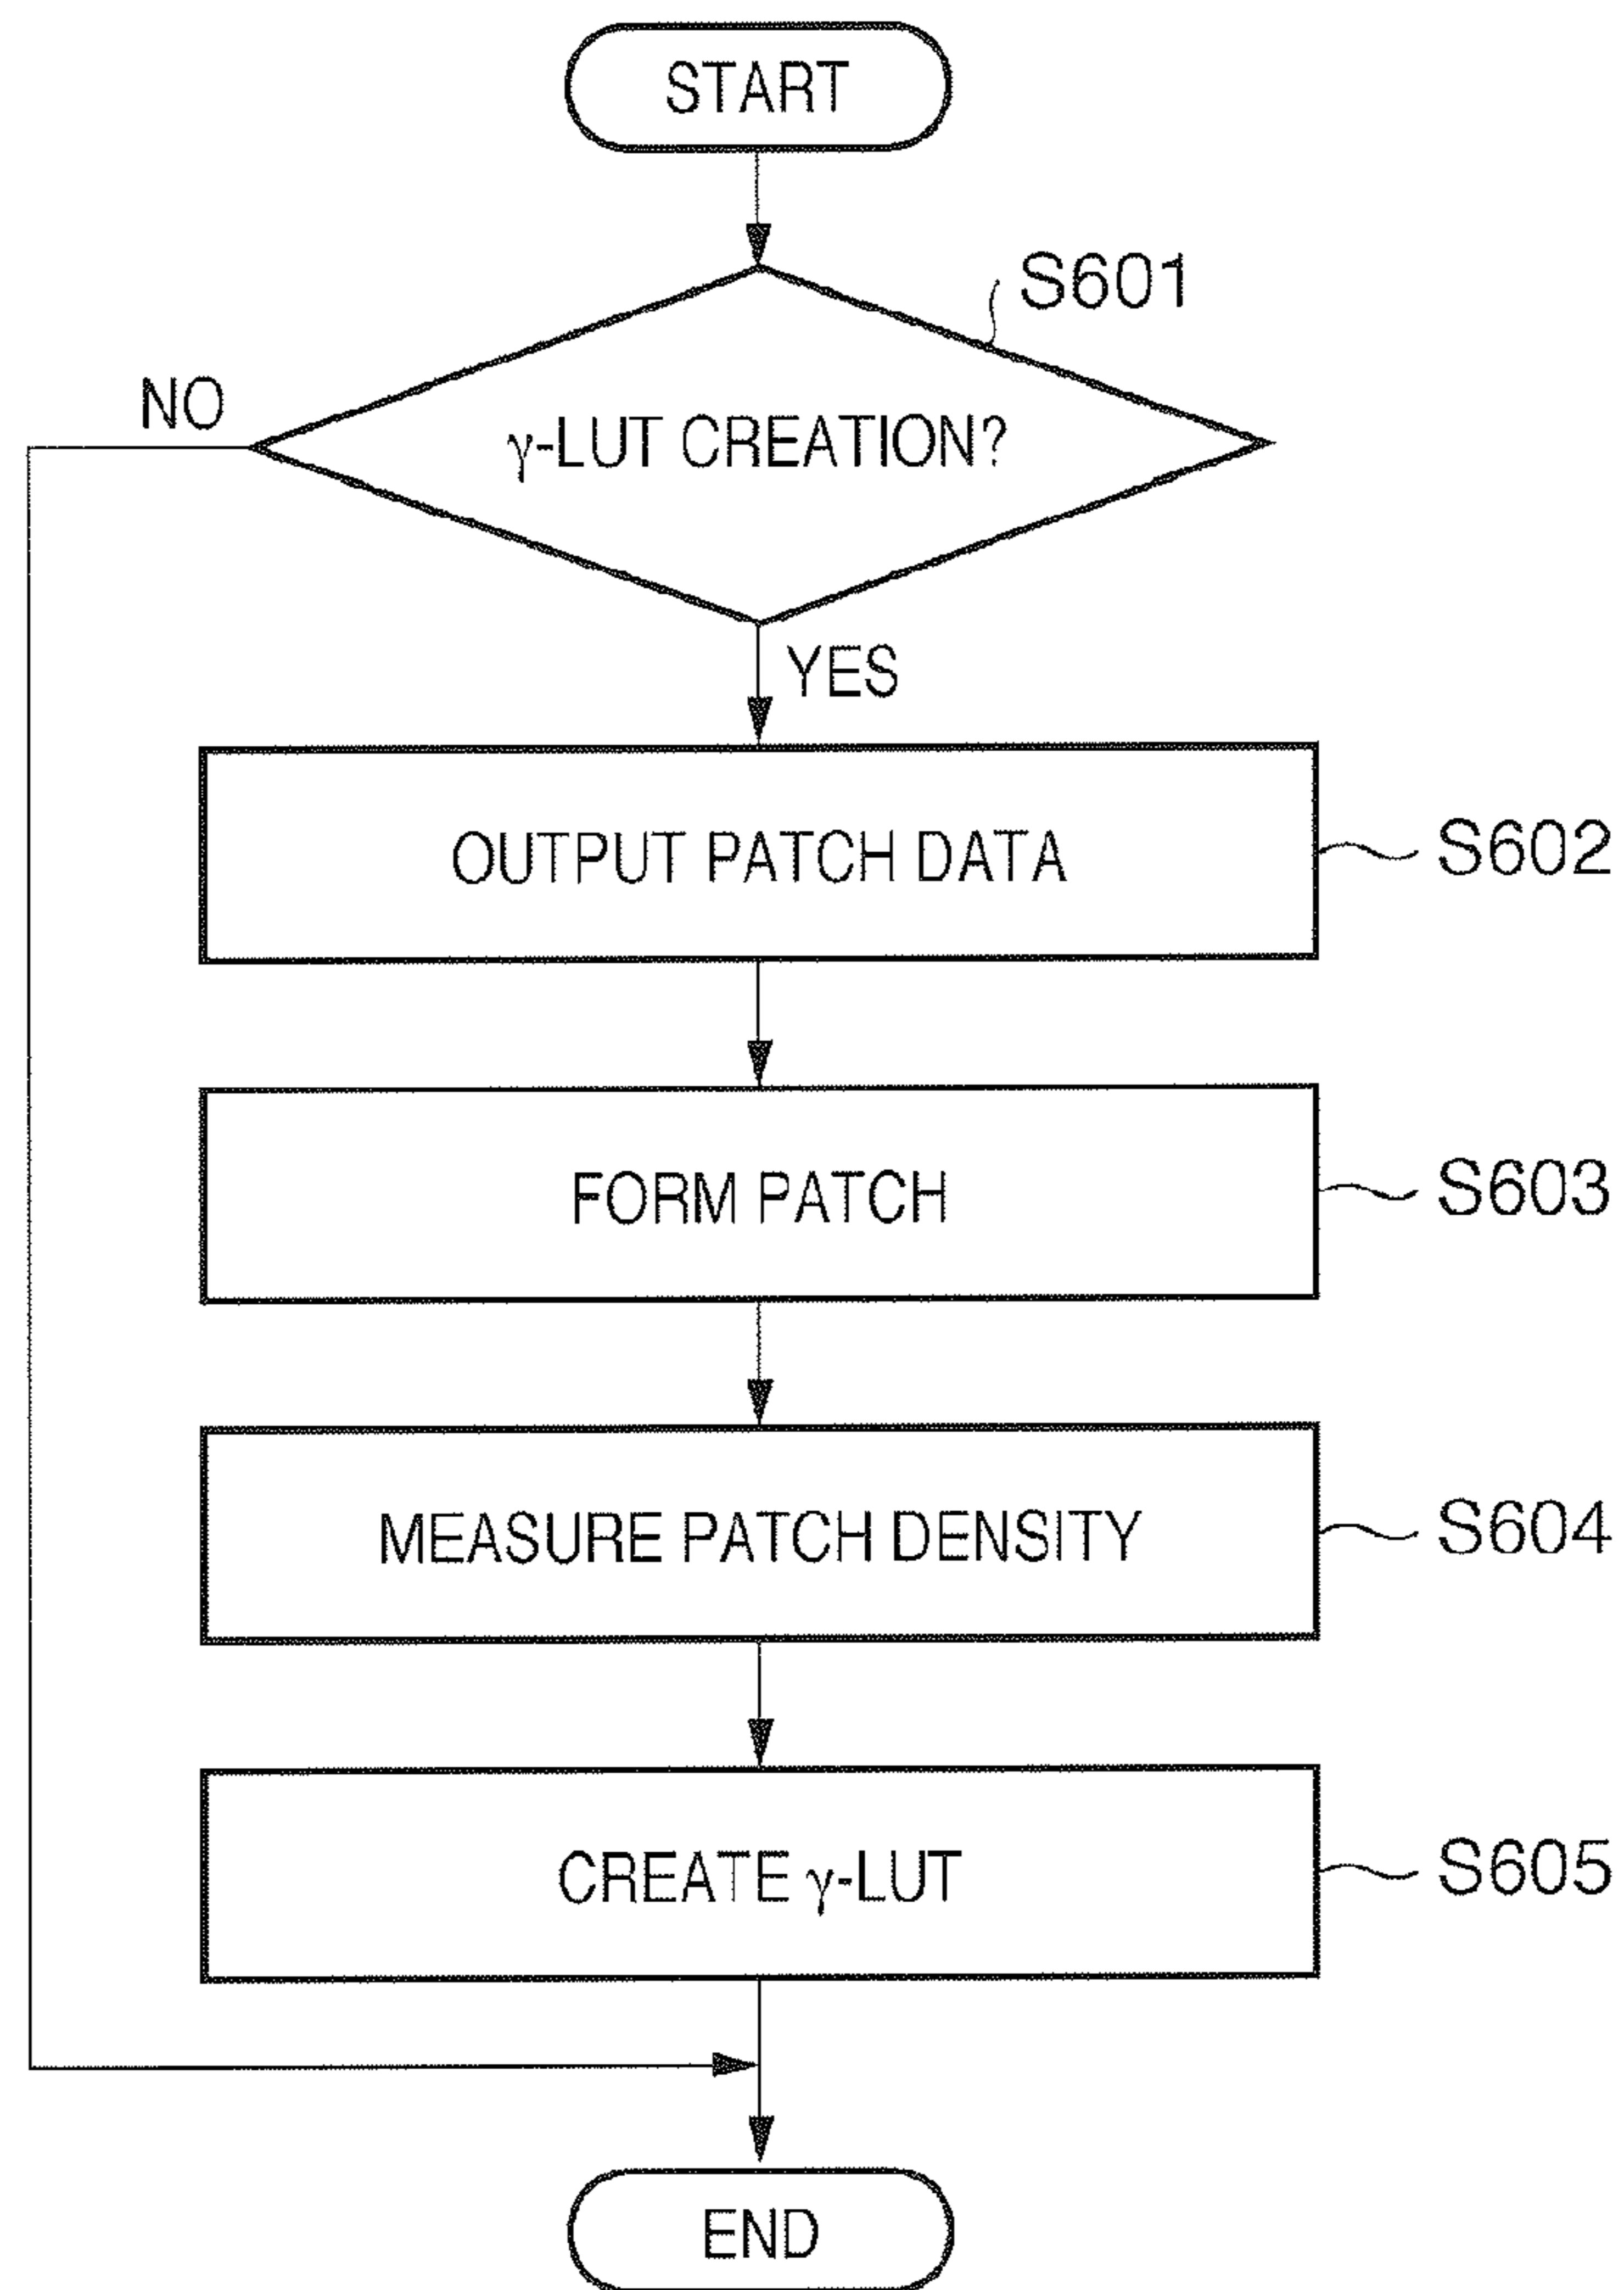 START
S601
NO
γ-LUT CREATION?
YES
OUTPUT PATCH DATA
S602
FORM PATCH
S603
MEASURE PATCH DENSITY
S604
CREATE γ-LUT
S605
END